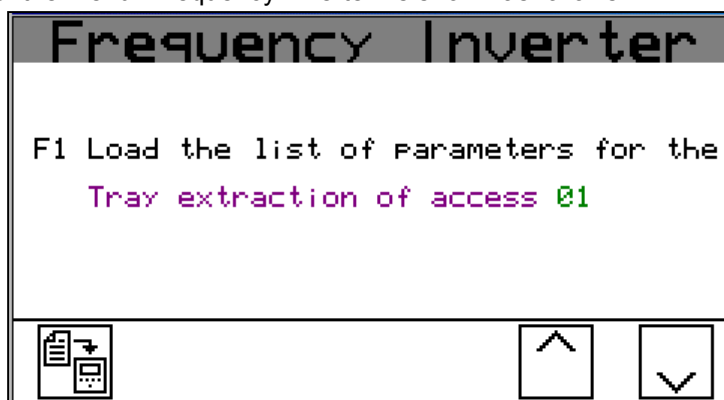 Frequency Inverter
F1 Load the list of parameters for the
Tray extraction of access 01